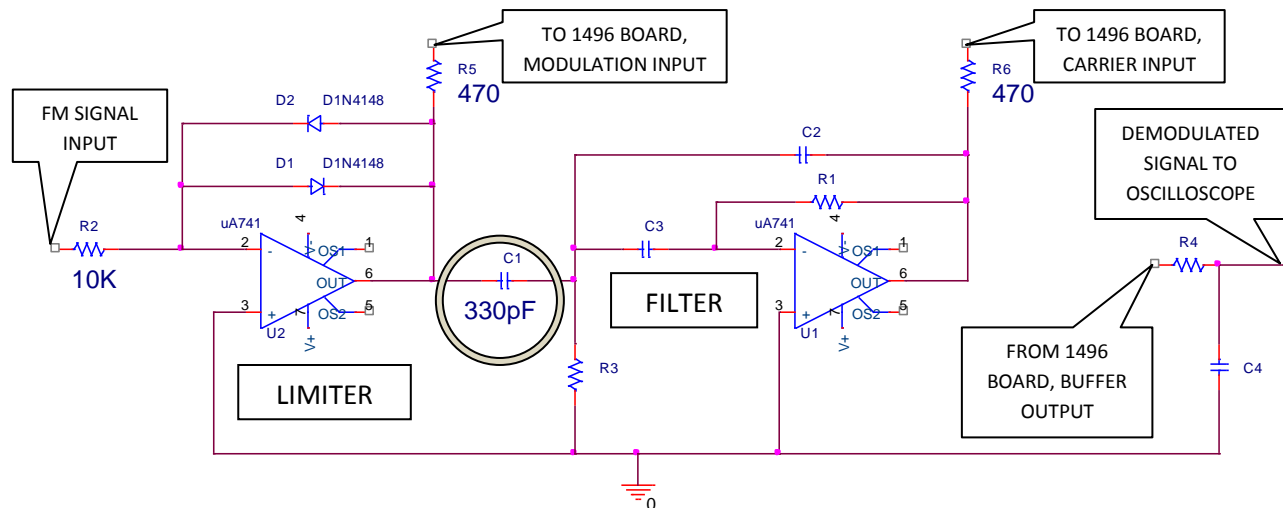 TO 1496 BOARD,
MODULATION INPUT
TO 1496 BOARD,
CARRIER INPUT
R5
470
R6
470
FM SIGNAL
INPUT
D2
D1N4148
D1
D1N4148
C2
R1
DEMODULATED
SIGNAL TO
OSCILLOSCOPE
R2
10K
uA741
4
V-
OS1
1
2
-
OUT
6
3
+
7
OS2
5
U2
V+
C1
330pF
C3
FILTER
uA741
4
V-
OS1
1
2
-
OUT
6
3
+
7
OS2
5
U1
V+
R4
LIMITER
R3
FROM 1496
BOARD, BUFFER
OUTPUT
C4
0